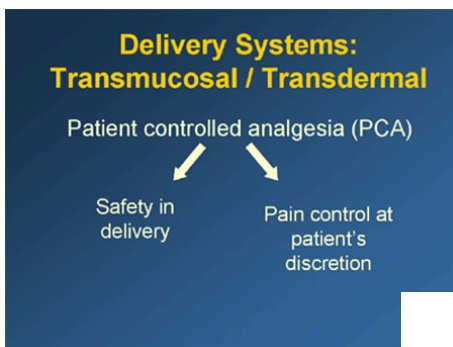 Delivery Systems:
Transmucosal / Transdermal
Patient controlled analgesia (PCA)
Safety in
delivery
Pain control at
patient's
discretion